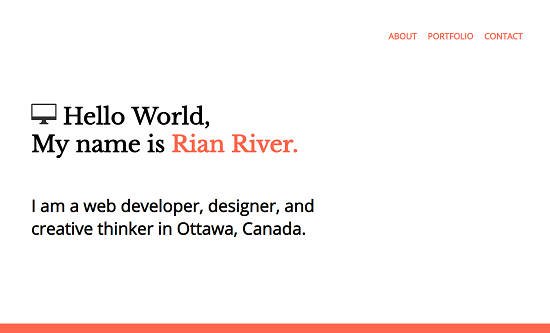 ABOUT PORTFOLIO CONTACT
Hello World,
My name is Rian River.
I am a web developer, designer, and
creative thinker in Ottawa, Canada.